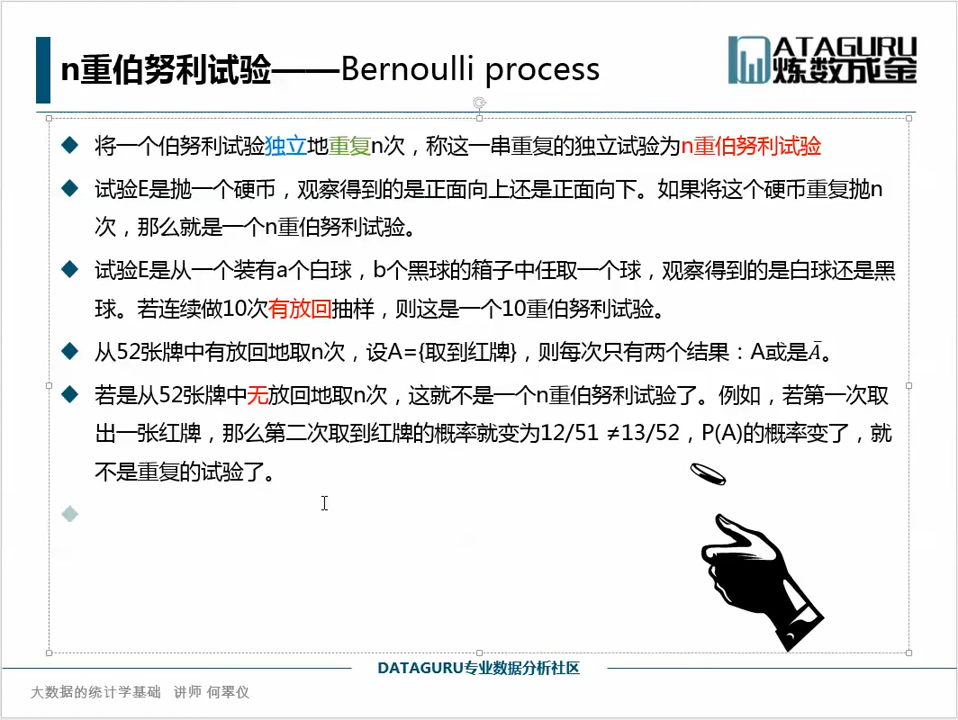 n重伯努利试验——Bernoulli process
ATAGURU
炼数成金
将一个伯努利试验独立地重复n次，称这一串重复的独立试验为n重伯努利试验
试验E是抛一个硬币，观察得到的是正面向上还是正面向下。如果将这个硬币重复抛n
次，那么就是一个n重伯努利试验。
试验E是从一个装有a个白球，b个黑球的箱子中任取一个球，观察得到的是白球还是黑
球。若连续做10次有放回抽样，则这是一个10重伯努利试验。
从52张牌中有放回地取n次，设A={取到红牌}，则每次只有两个结果：A或是Ā。
若是从52张牌中无放回地取n次，这就不是一个n重伯努利试验了。例如，若第一次取
出一张红牌，那么第二次取到红牌的概率就变为12/51 ≠13/52，P(A)的概率变了，就
不是重复的试验了。
DATAGURU专业数据分析社区
大数据的统计学基础 讲师 何翠仪